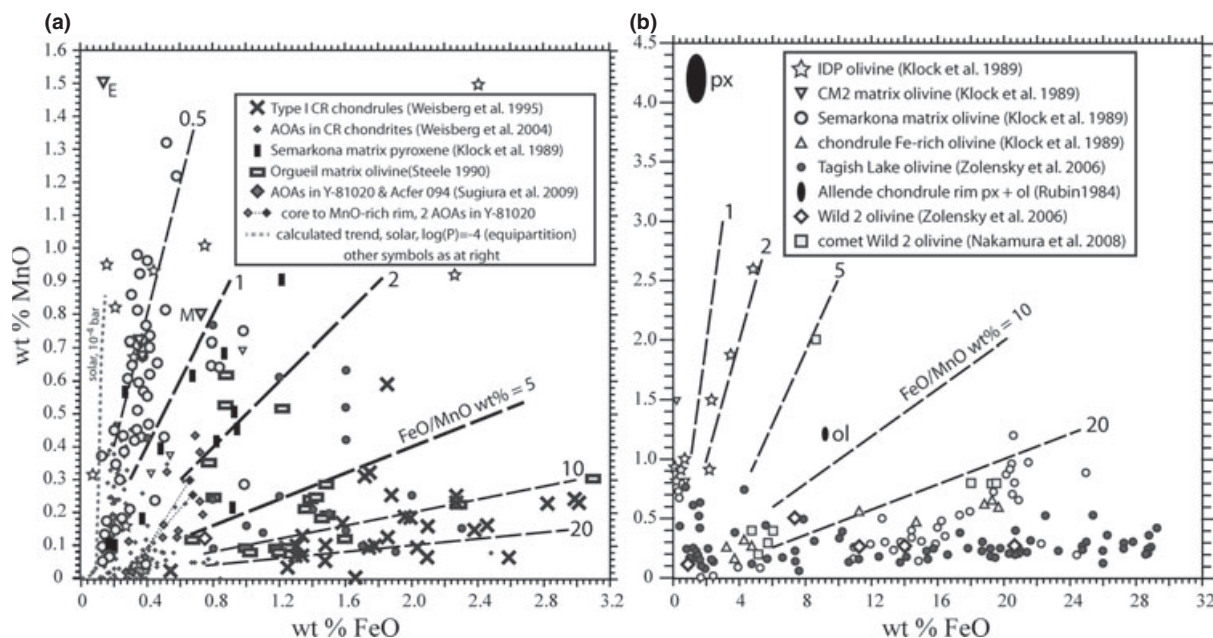 (a)
wt % MnO
1.6
1.5
1.4
1.3
1.2
1.1
1.0
0.9
0.8
0.7
0.6
0.5
0.4
0.3
0.2
0.1
0
E
M
0.5
1
2
FeO/MnO wt% = 5
10
20
solar, 10⁻⁴ bar
Type I CR chondrules (Weisberg et al. 1995)
AOAs in CR chondrites (Weisberg et al. 2004)
Semarkona matrix pyroxene (Klock et al. 1989)
Orgueil matrix olivine(Steele 1990)
AOAs in Y-81020 & Acfer 094 (Sugiura et al. 2009)
core to MnO-rich rim, 2 AOAs in Y-81020
calculated trend, solar, log(P)=-4 (equipartition)
other symbols as at right
0 0.4 0.8 1.2 1.6 2.0 2.4 2.8 3.2
wt % FeO
(b)
4.5
4.0
3.5
3.0
2.5
2.0
1.5
1.0
0.5
0
px
ol
1
2
5
FeO/MnO wt% = 10
20
IDP olivine (Klock et al. 1989)
CM2 matrix olivine (Klock et al. 1989)
Semarkona matrix olivine (Klock et al. 1989)
chondrule Fe-rich olivine (Klock et al. 1989)
Tagish Lake olivine (Zolensky et al. 2006)
Allende chondrule rim px + ol (Rubin1984)
Wild 2 olivine (Zolensky et al. 2006)
comet Wild 2 olivine (Nakamura et al. 2008)
0 4 8 12 16 20 24 28 32
wt % FeO